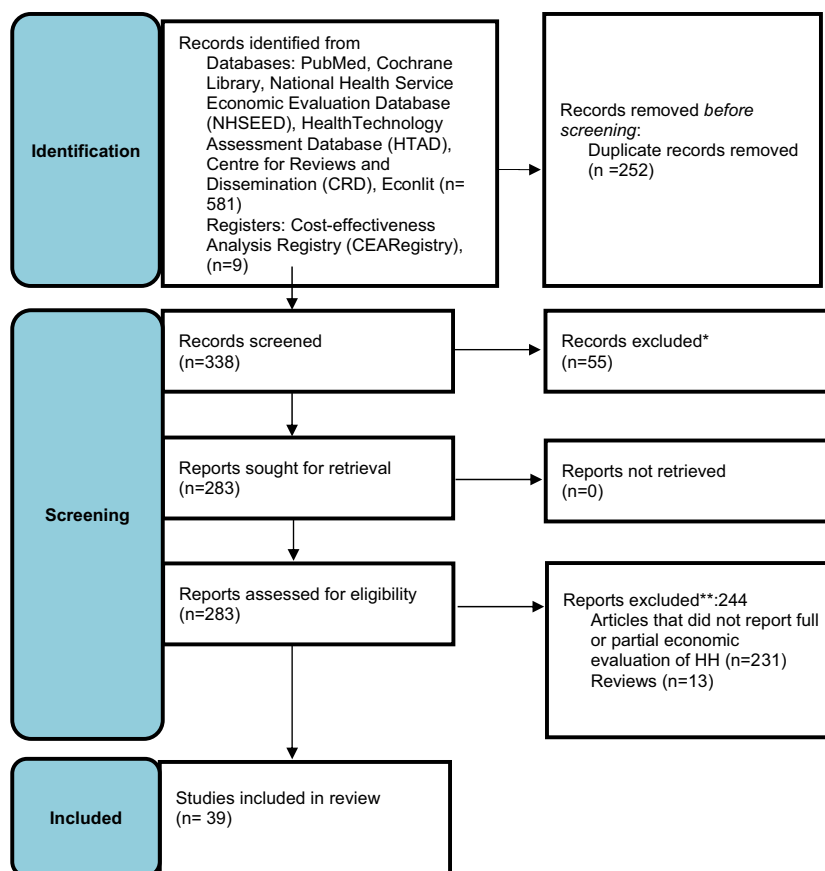 Identification
Records identified from
Databases: PubMed, Cochrane
Library, National Health Service
Economic Evaluation Database
(NHSEED), HealthTechnology
Assessment Database (HTAD),
Centre for Reviews and
Dissemination (CRD), Econlit (n=
581)
Registers: Cost-effectiveness
Analysis Registry (CEARegistry),
(n=9)
Records removed before
screening:
Duplicate records removed
(n =252)
Screening
Records screened
(n=338)
Records excluded*
(n=55)
Reports sought for retrieval
(n=283)
Reports not retrieved
(n=0)
Reports assessed for eligibility
(n=283)
Reports excluded**:244
Articles that did not report full
or partial economic
evaluation of HH (n=231)
Reviews (n=13)
Included
Studies included in review
(n= 39)